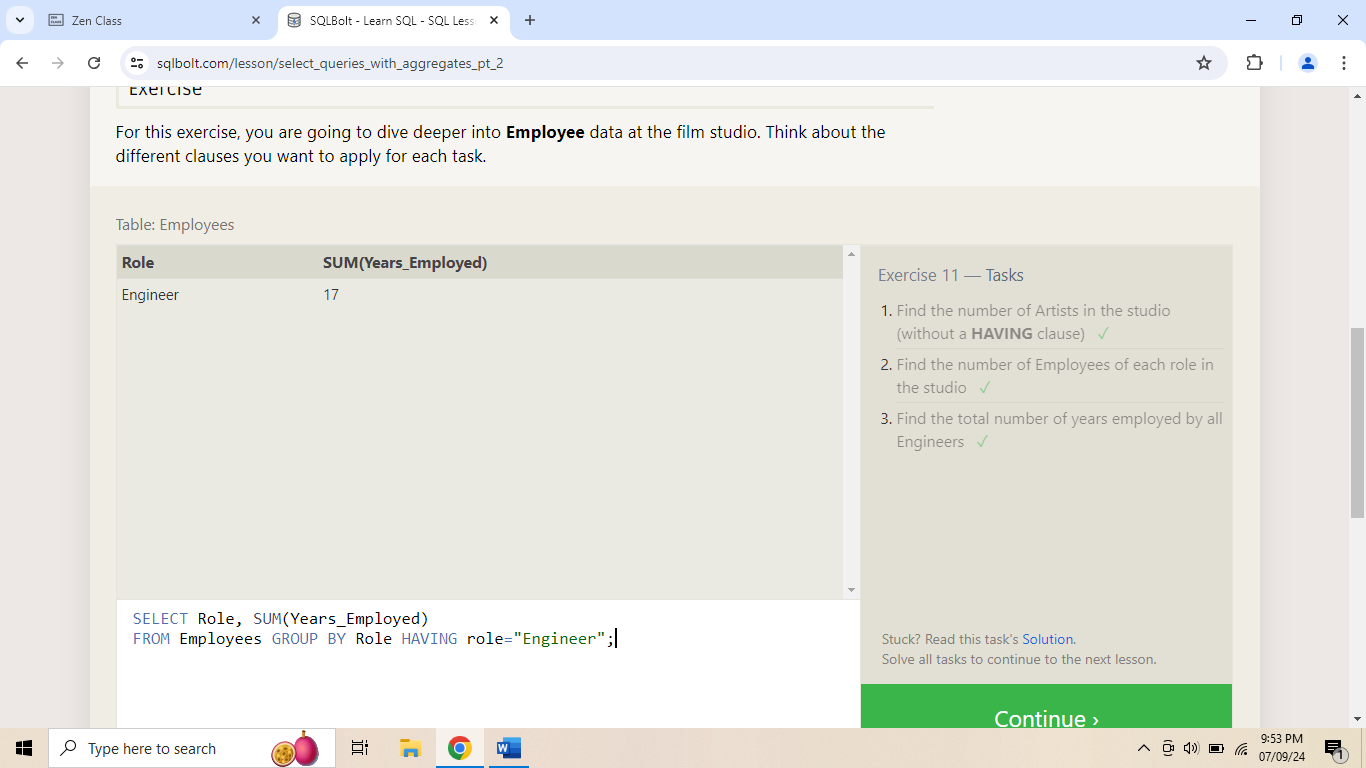 Zen Class
SQLBolt - Learn SQL - SQL Less
sqlbolt.com/lesson/select_queries_with_aggregates_pt_2
Exercise
For this exercise, you are going to dive deeper into Employee data at the film studio. Think about the
different clauses you want to apply for each task.
Table: Employees
Role SUM(Years_Employed)
Engineer 17
Exercise 11 — Tasks
1. Find the number of Artists in the studio
(without a HAVING clause) ✓
2. Find the number of Employees of each role in
the studio ✓
3. Find the total number of years employed by all
Engineers ✓
SELECT Role, SUM(Years_Employed)
FROM Employees GROUP BY Role HAVING role="Engineer";
Stuck? Read this task's Solution.
Solve all tasks to continue to the next lesson.
Continue ›
Type here to search
9:53 PM
07/09/24
1